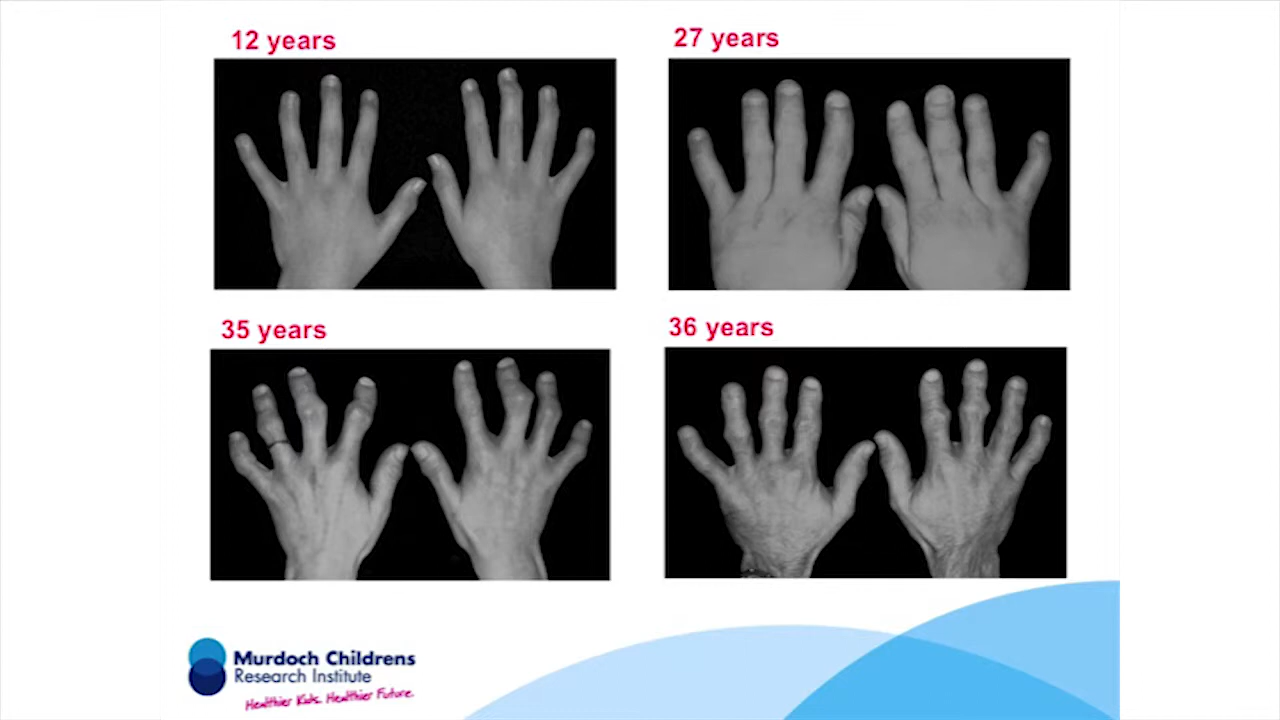 12 years
27 years
35 years
36 years
Murdoch Childrens
Research Institute
Healthier Kids. Healthier Future.